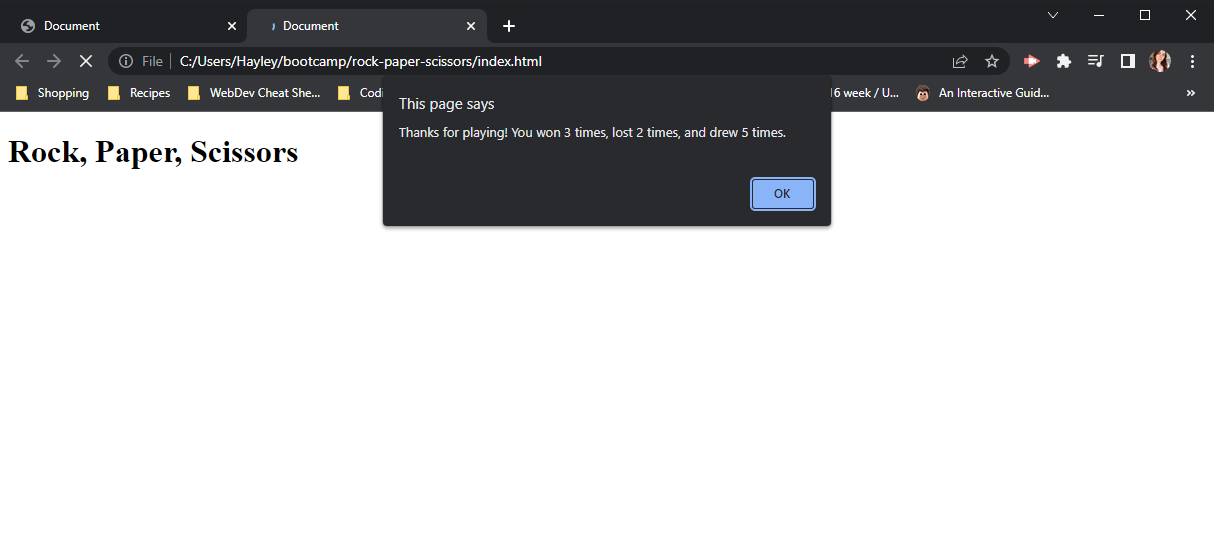 Document Document
File C:/Users/Hayley/bootcamp/rock-paper-scissors/index.html
Shopping Recipes WebDev Cheat She... 6 week / U... An Interactive Guid...
This page says
Thanks for playing! You won 3 times, lost 2 times, and drew 5 times.
Rock, Paper, Scissors
OK